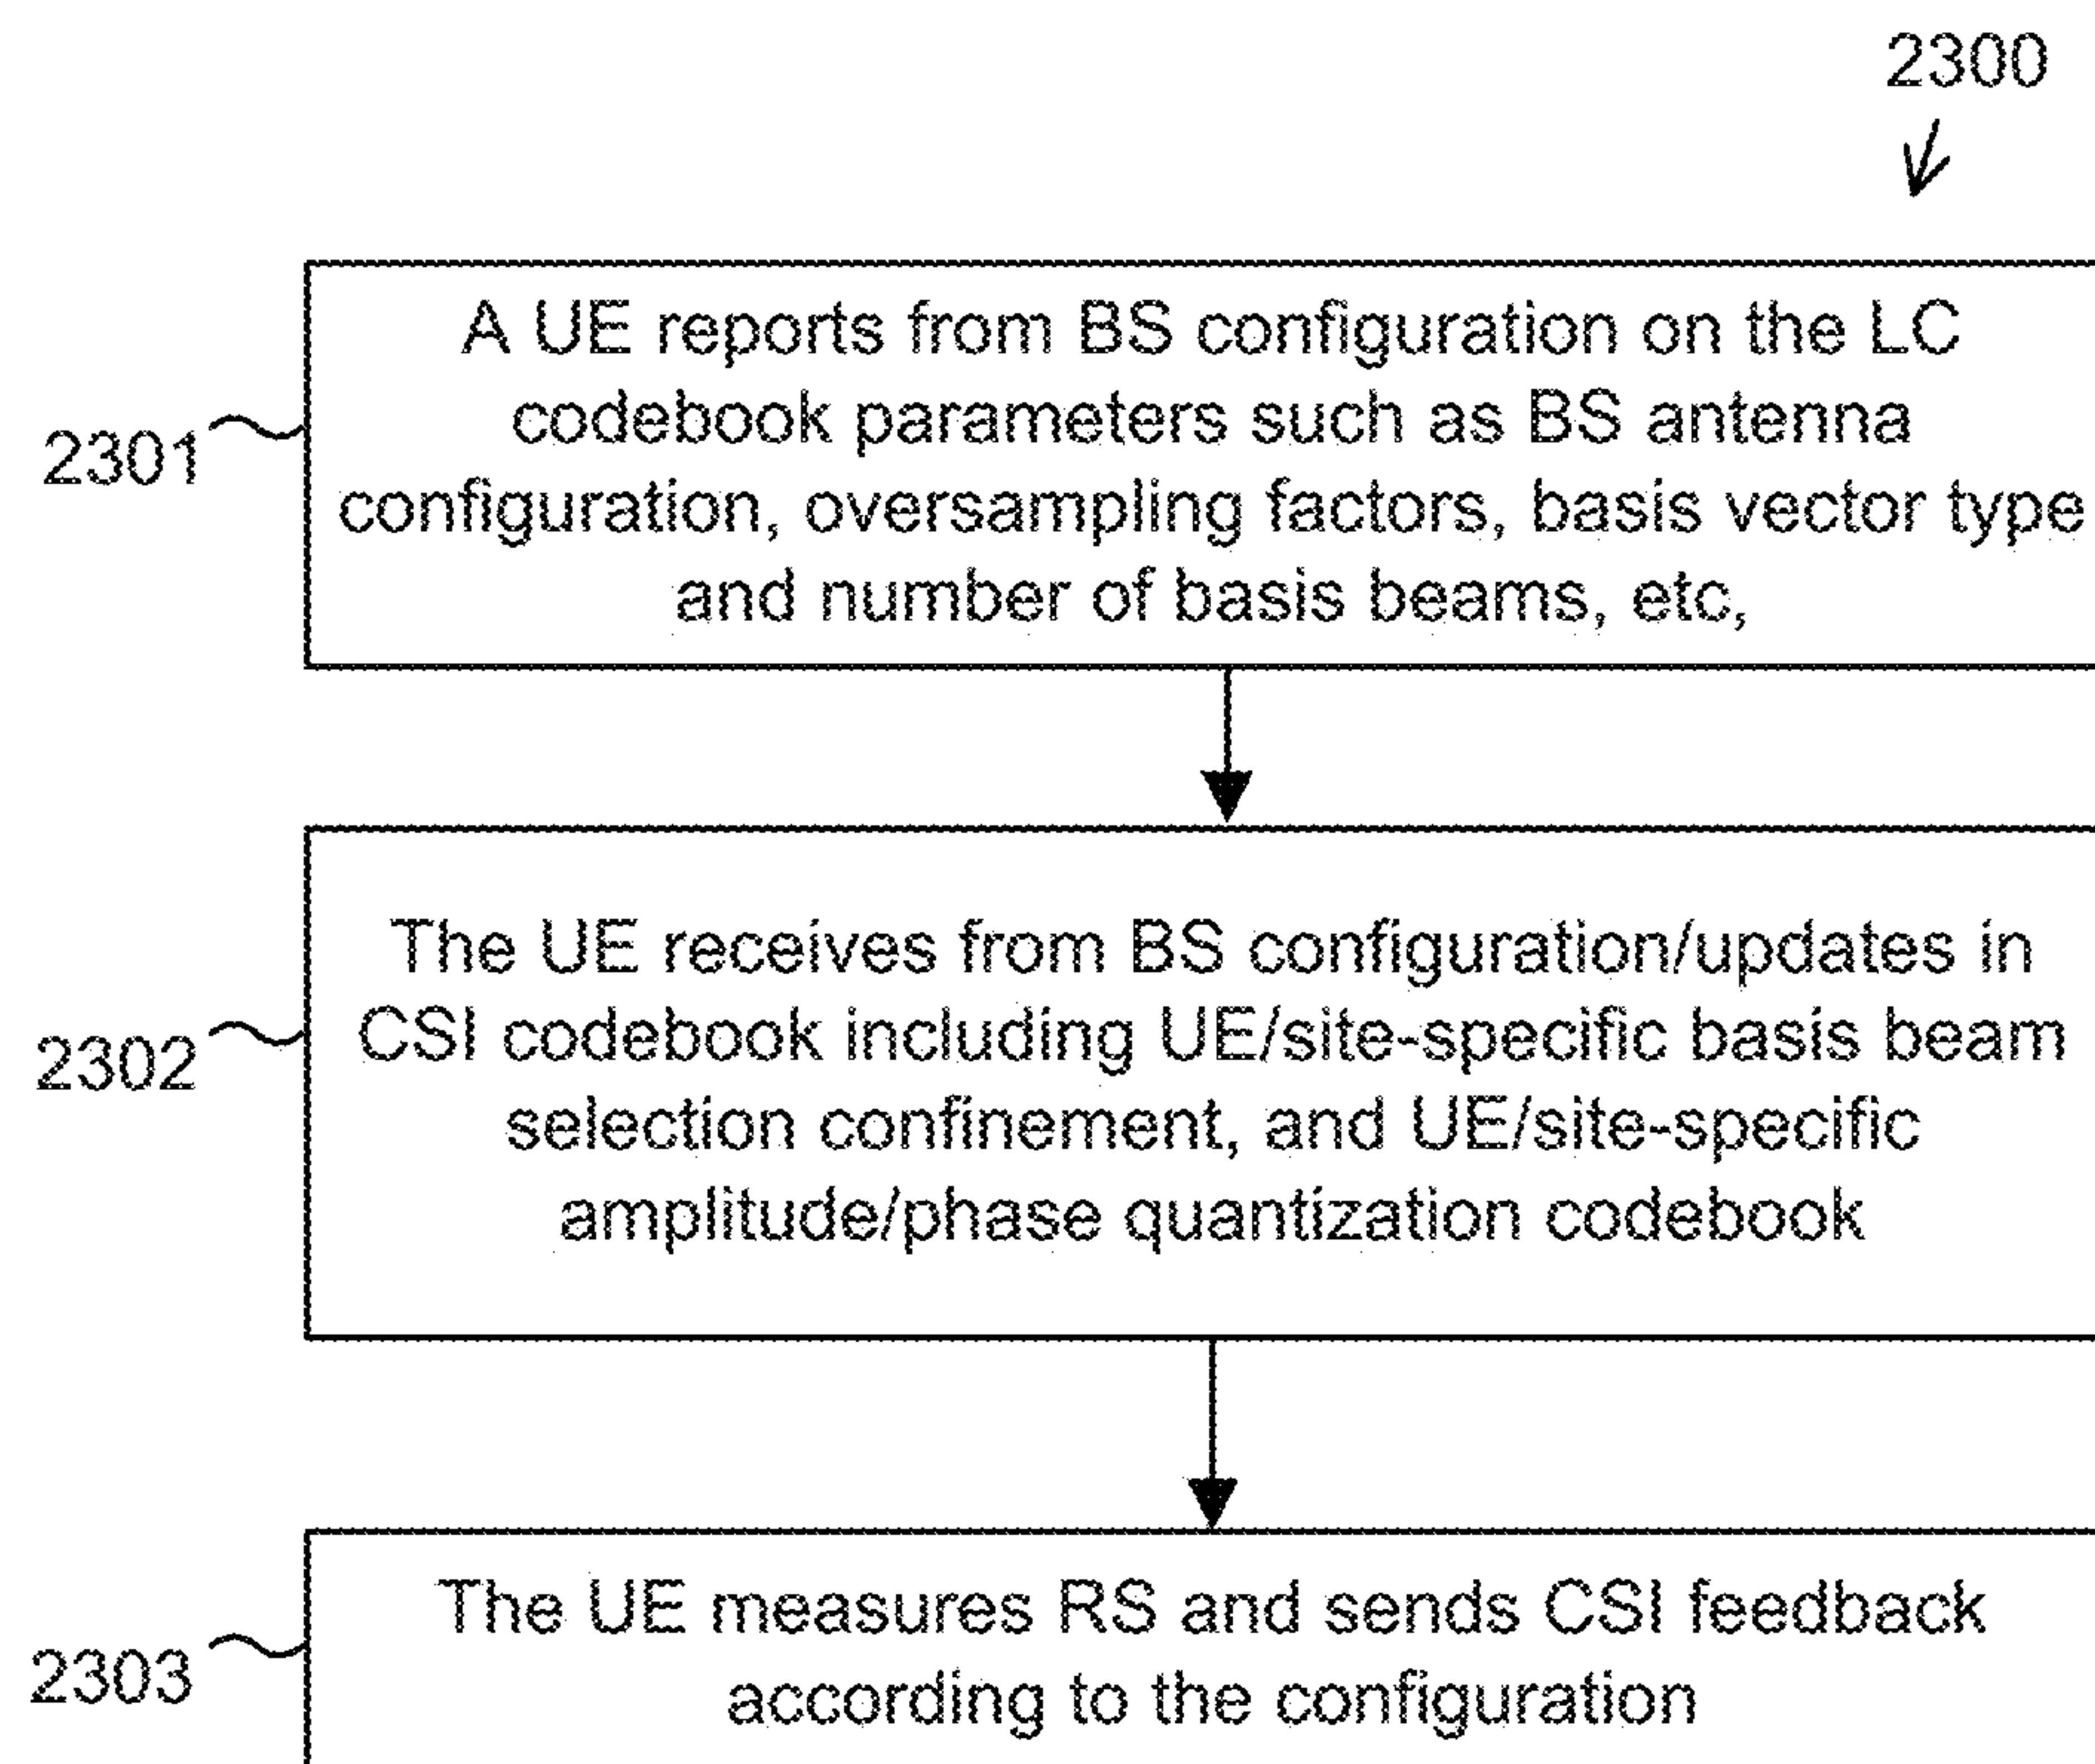 2300
A UE reports from BS configuration on the LC
codebook parameters such as BS antenna
configuration, oversampling factors, basis vector type
and number of basis beams, etc,
2301
The UE receives from BS configuration/updates in
CSI codebook including UE/site-specific basis beam
selection confinement, and UE/site-specific
amplitude/phase quantization codebook
2302
The UE measures RS and sends CSI feedback
according to the configuration
2303